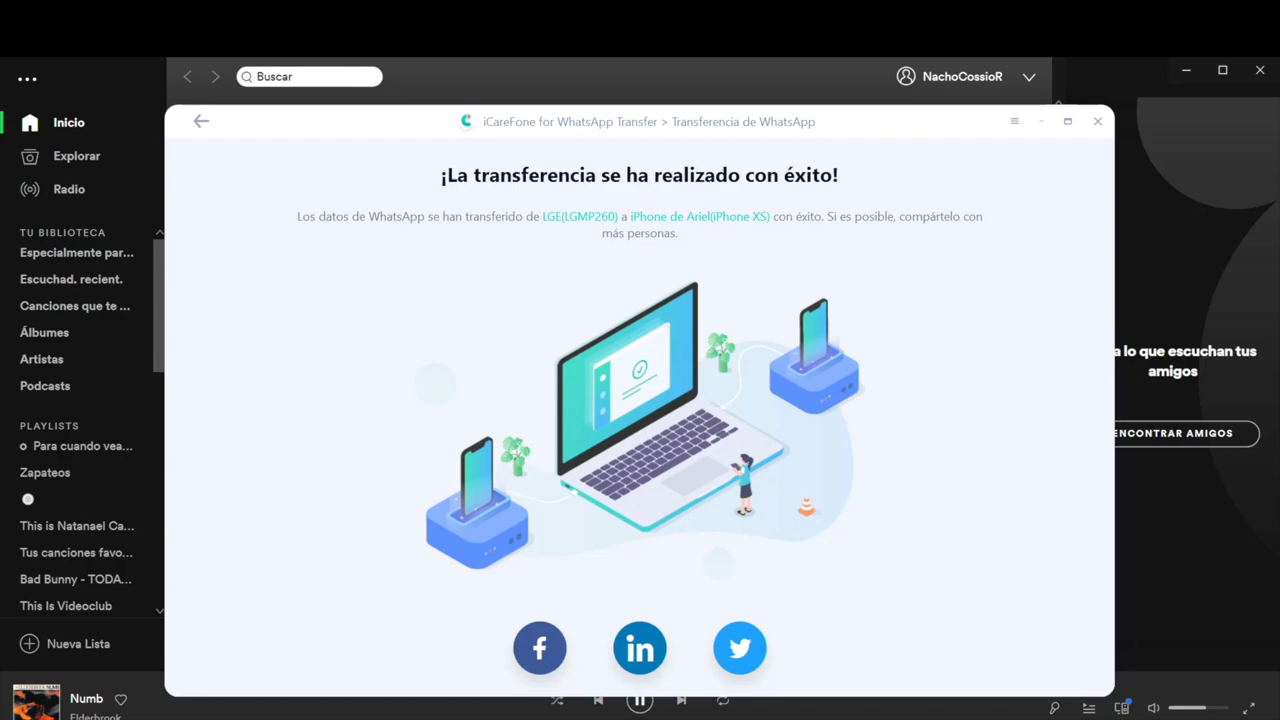 Buscar
NachoCossioR
Inicio
Explorar
Radio
TU BIBLIOTECA
Especialmente par...
Escuchad. recient.
Canciones que te ...
Álbumes
Artistas
Podcasts
PLAYLISTS
Para cuando vea...
Zapateos
This is Natanael Ca...
Tus canciones favo...
Bad Bunny - TODA...
This Is Videoclub
Nueva Lista
Numb
Elderbrook
iCareFone for WhatsApp Transfer > Transferencia de WhatsApp
¡La transferencia se ha realizado con éxito!
Los datos de WhatsApp se han transferido de LGE(LGMP260) a iPhone de Ariel(iPhone XS) con éxito. Si es posible, compártelo con
más personas.
f
in
a lo que escuchan tus
amigos
ENCONTRAR AMIGOS